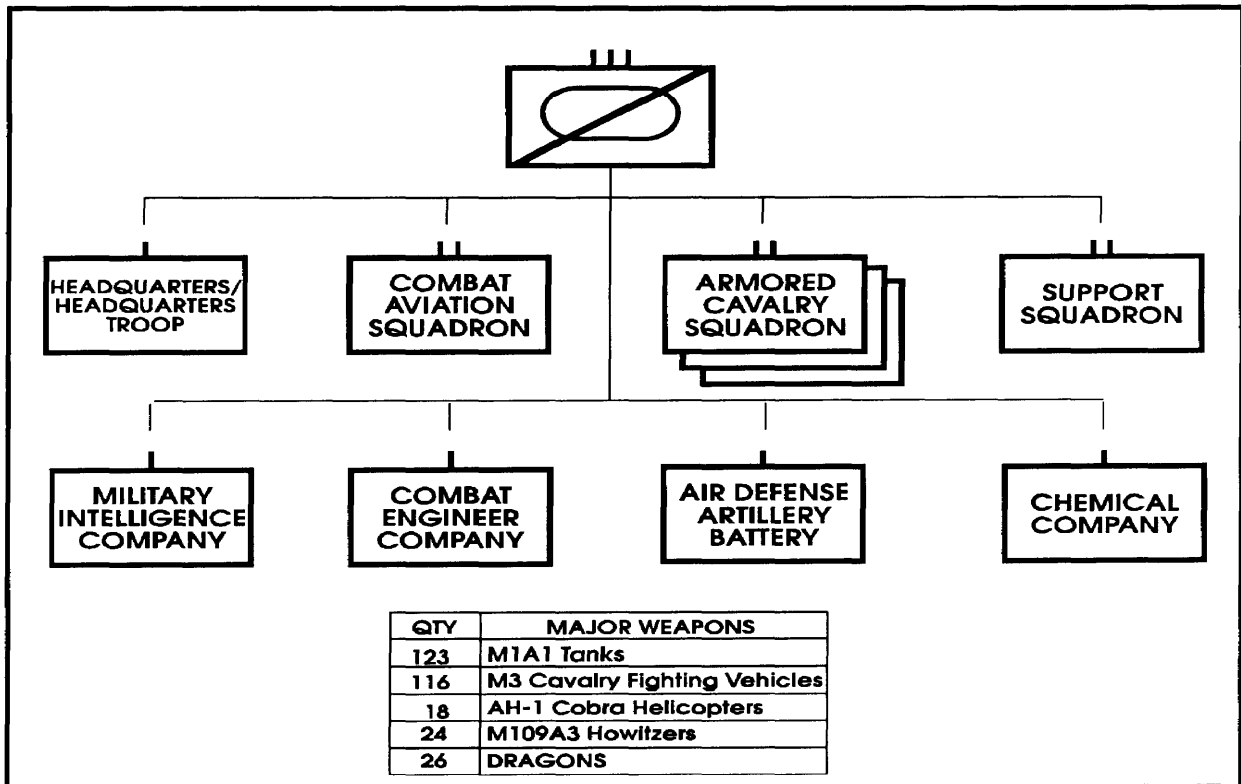 HEADQUARTERS/
HEADQUARTERS
TROOP
COMBAT
AVIATION
SQUADRON
ARMORED
CAVALRY
SQUADRON
SUPPORT
SQUADRON
MILITARY
INTELLIGENCE
COMPANY
COMBAT
ENGINEER
COMPANY
AIR DEFENSE
ARTILLERY
BATTERY
CHEMICAL
COMPANY
QTY MAJOR WEAPONS
123 M1A1 Tanks
116 M3 Cavalry Fighting Vehicles
18 AH-1 Cobra Helicopters
24 M109A3 Howitzers
26 DRAGONS